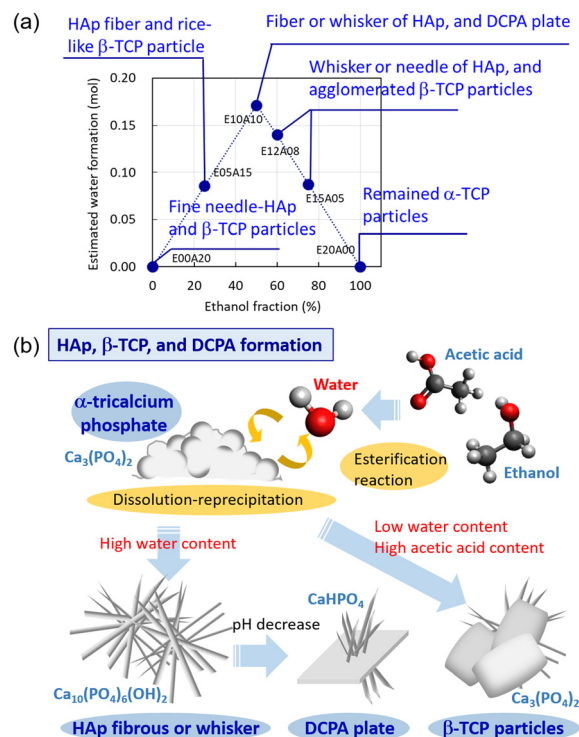 (a)
HAp fiber and rice-
like β-TCP particle
Fiber or whisker of HAp, and DCPA plate
Whisker or needle of HAp, and
agglomerated β-TCP particles
Estimated water formation (mol)
0.20
0.15
0.10
0.05
0.00
E10A10
E12A08
E05A15
E15A05
Fine needle-HAp
and β-TCP particles
Remained α-TCP
particles
E00A20
E20A00
0
20
40
60
80
100
Ethanol fraction (%)
(b)
HAp, β-TCP, and DCPA formation
Acetic acid
Water
α-tricalcium
phosphate
Ca3(PO4)2
Esterification
reaction
Ethanol
Dissolution-reprecipitation
High water content
Low water content
High acetic acid content
CaHPO4
pH decrease
Ca10(PO4)6(OH)2
Ca3(PO4)2
HAp fibrous or whisker
DCPA plate
β-TCP particles